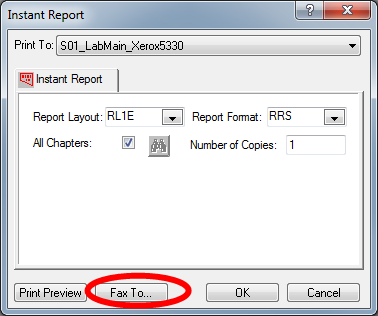 Instant Report
Print To: S01_LabMain_Xerox5330
Instant Report
Report Layout: RL1E Report Format: RRS
All Chapters: Number of Copies: 1
Print Preview Fax To... OK Cancel